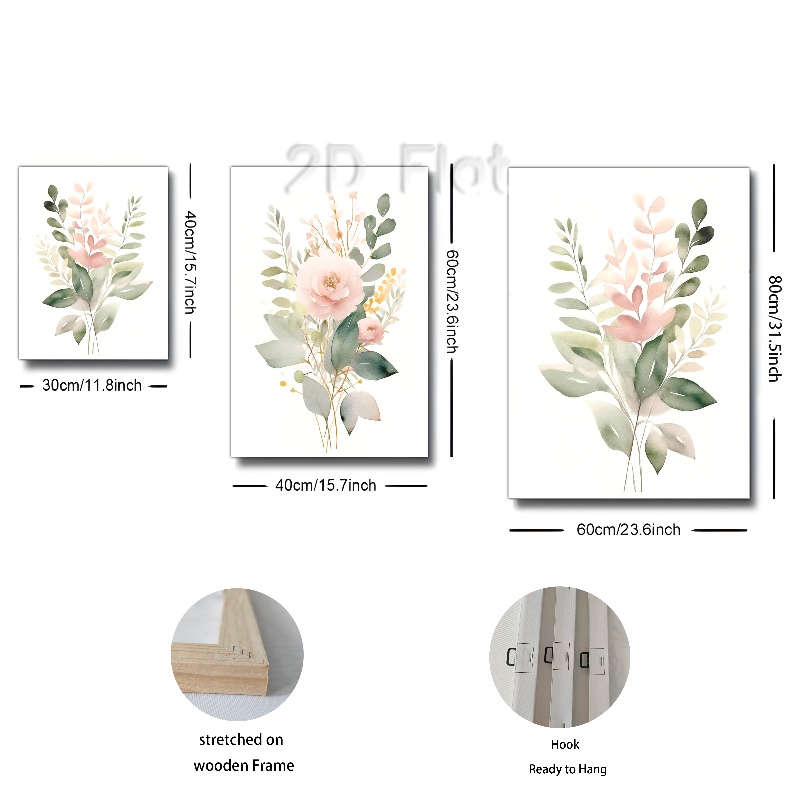 2D Flat
40cm/15.7inch
30cm/11.8inch
60cm/23.6inch
40cm/15.7inch
80cm/31.5inch
60cm/23.6inch
stretched on
wooden Frame
Hook
Ready to Hang